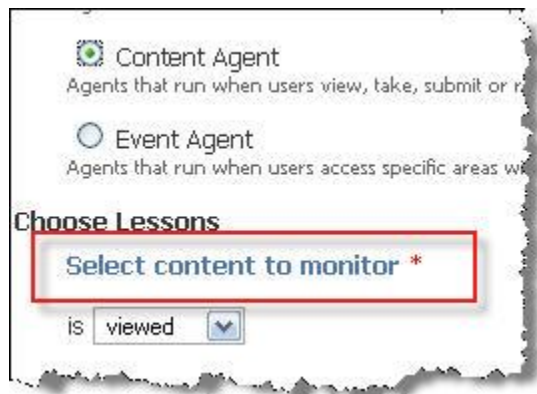 Content Agent
Agents that run when users view, take, submit or
Event Agent
Agents that run when users access specific areas
Choose Lessons
Select content to monitor *
is viewed